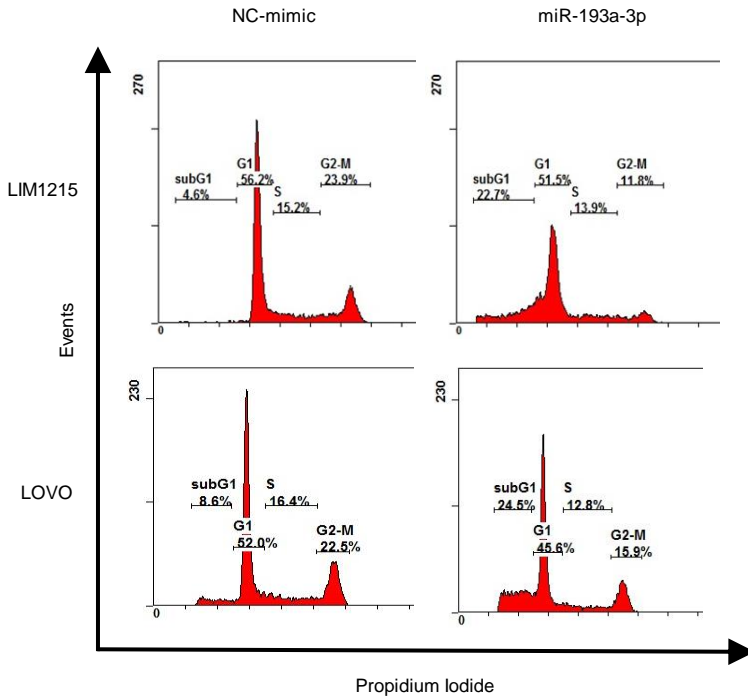 NC-mimic miR-193a-3p
LIM1215
270
subG1
4.6%
G1
56.2%
S
15.2%
G2-M
23.9%
0
270
subG1
22.7%
G1
51.5%
S
13.9%
G2-M
11.8%
0
Events
LOVO
230
subG1
8.6%
S
16.4%
G1
52.0%
G2-M
22.5%
0
230
subG1
24.5%
S
12.8%
G1
45.6%
G2-M
15.9%
0
Propidium Iodide